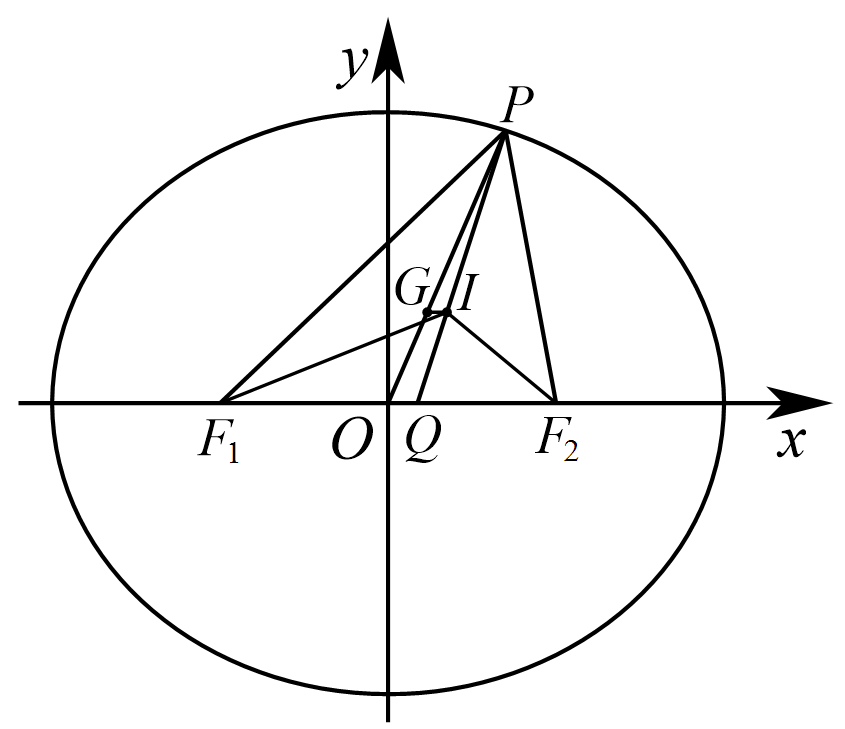 y
P
G I
F₁ O Q F₂ x